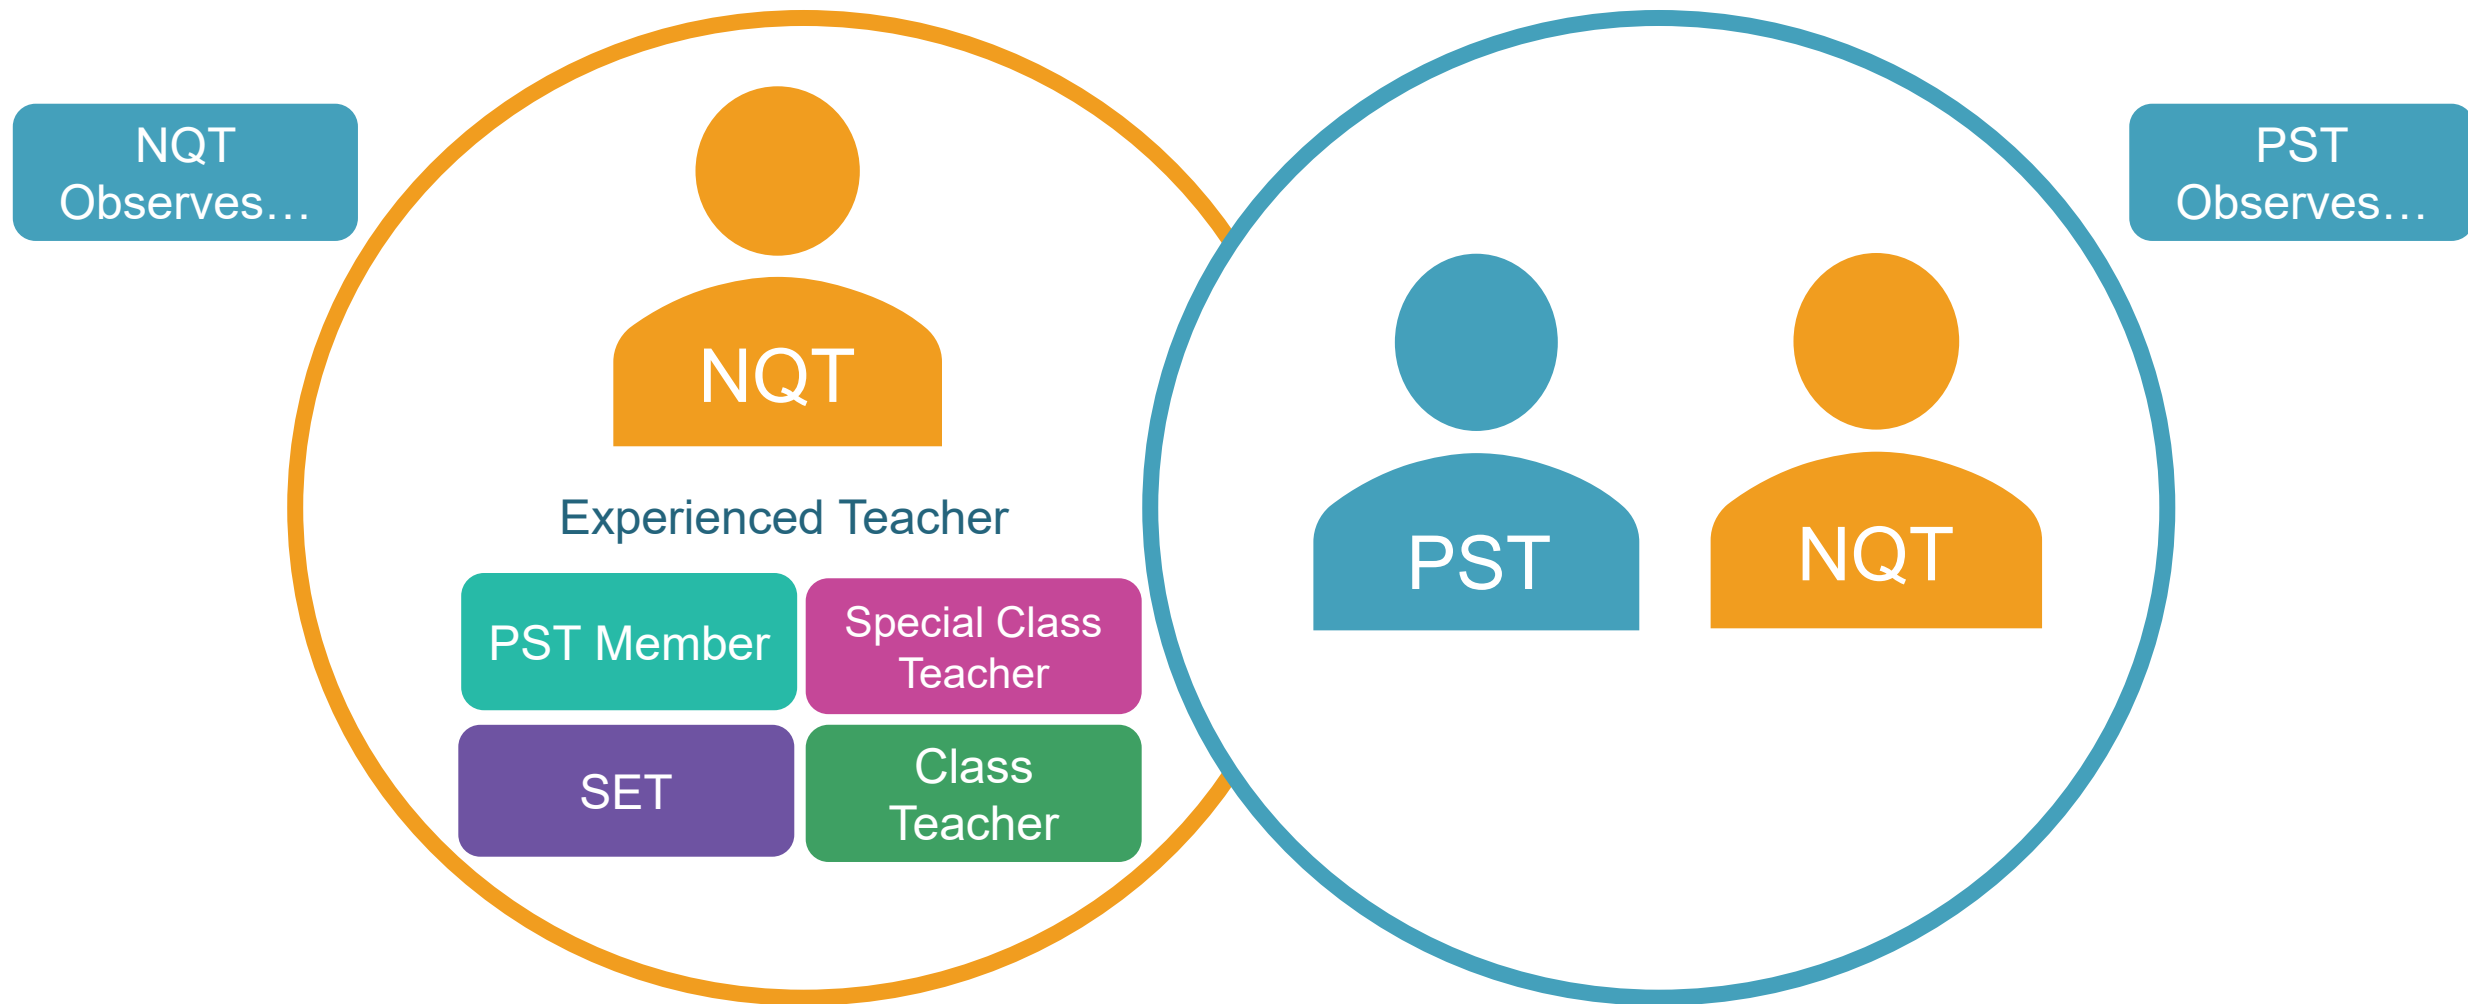 NQT
Observes…
NQT
Experienced Teacher
PST Member
Special Class
Teacher
SET
Class
Teacher
PST
Observes…
PST
NQT